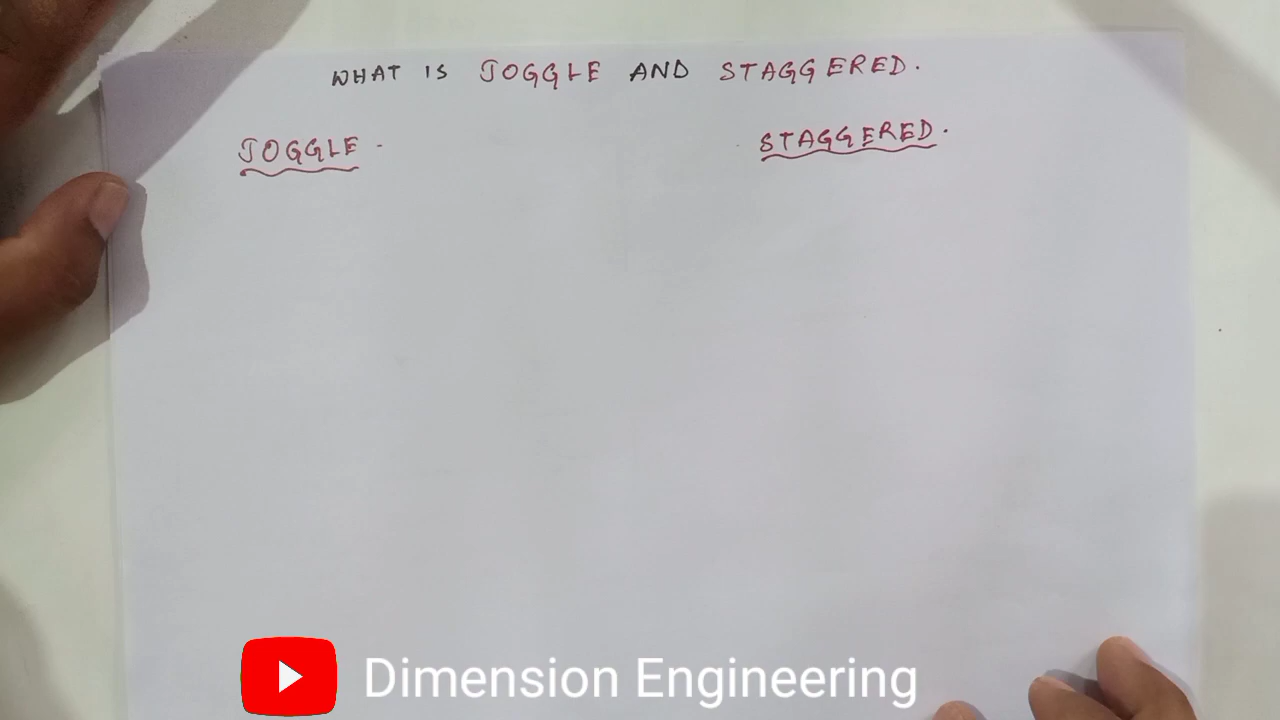 WHAT IS JOGGLE AND STAGGERED.
JOGGLE.
STAGGERED.
Dimension Engineering